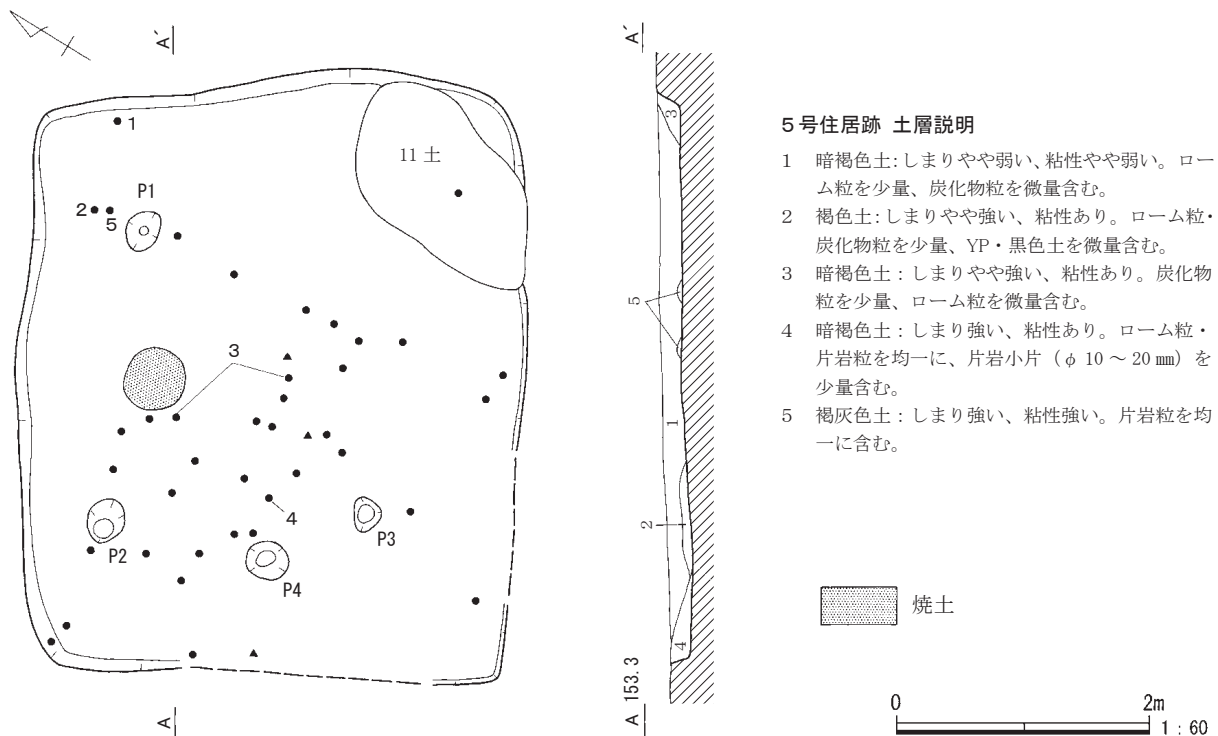 A´
1
11 土
P1
2
5
3
4
P2
P3
P4
A
A´
3
5
1
2
4
A 153.3
5号住居跡 土層説明
1 暗褐色土：しまりやや弱い、粘性やや弱い。ロー
ム粒を少量、炭化物粒を微量含む。
2 褐色土：しまりやや強い、粘性あり。ローム粒・
炭化物粒を少量、YP・黒色土を微量含む。
3 暗褐色土：しまりやや強い、粘性あり。炭化物
粒を少量、ローム粒を微量含む。
4 暗褐色土：しまり強い、粘性あり。ローム粒・
片岩粒を均一に、片岩小片（φ 10 ～ 20 ㎜）を
少量含む。
5 褐灰色土：しまり強い、粘性強い。片岩粒を均
一に含む。
焼土
0 2m
1 : 60